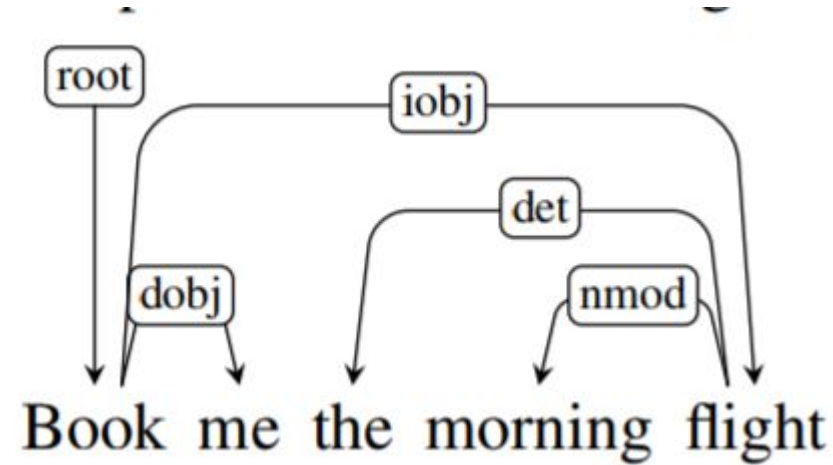 root
iobj
det
dobj
nmod
Book me the morning flight